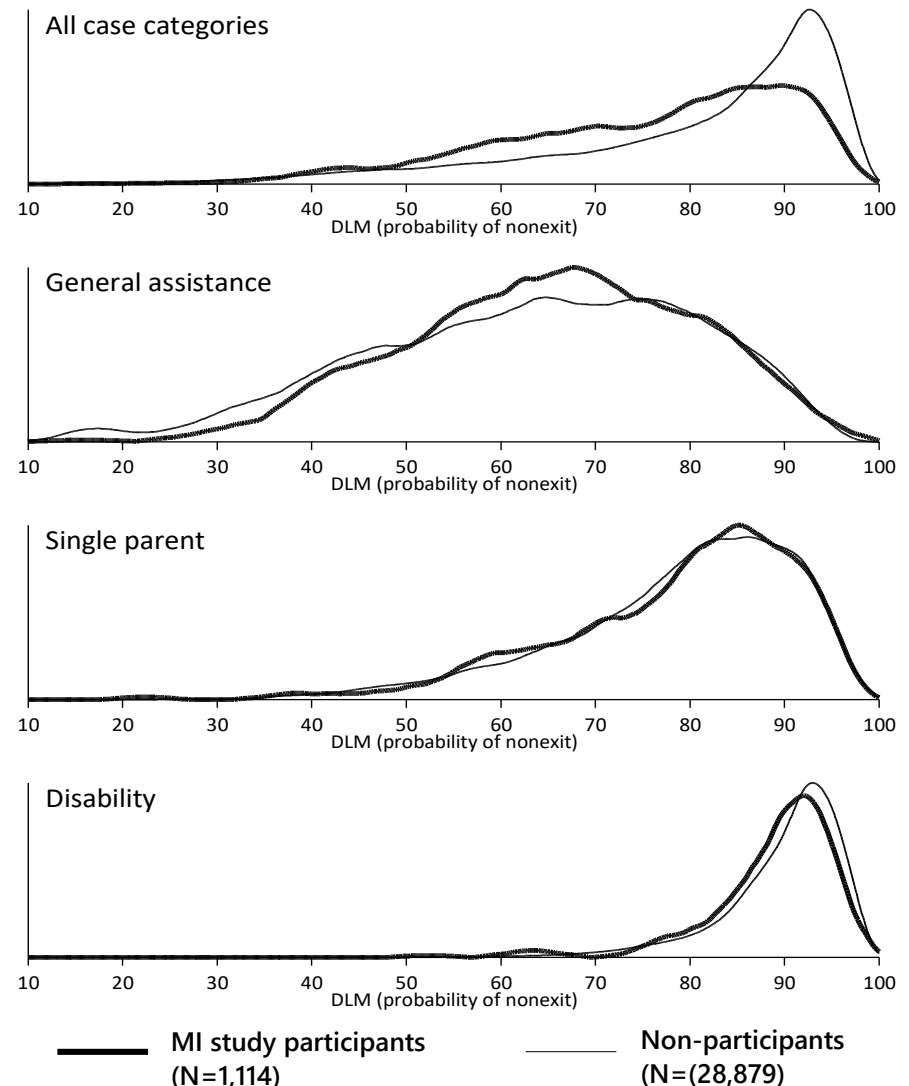 All case categories
10 20 30 40 50 60 70 80 90 100
DLM (probability of nonexit)
General assistance
10 20 30 40 50 60 70 80 90 100
DLM (probability of nonexit)
Single parent
10 20 30 40 50 60 70 80 90 100
DLM (probability of nonexit)
Disability
10 20 30 40 50 60 70 80 90 100
DLM (probability of nonexit)
MI study participants Non-participants
(N=1,114) (N=(28,879)